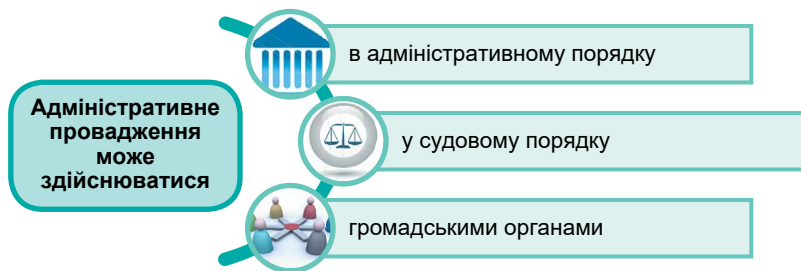 Адміністративне
провадження
може
здійснюватися
в адміністративному порядку
у судовому порядку
громадськими органами